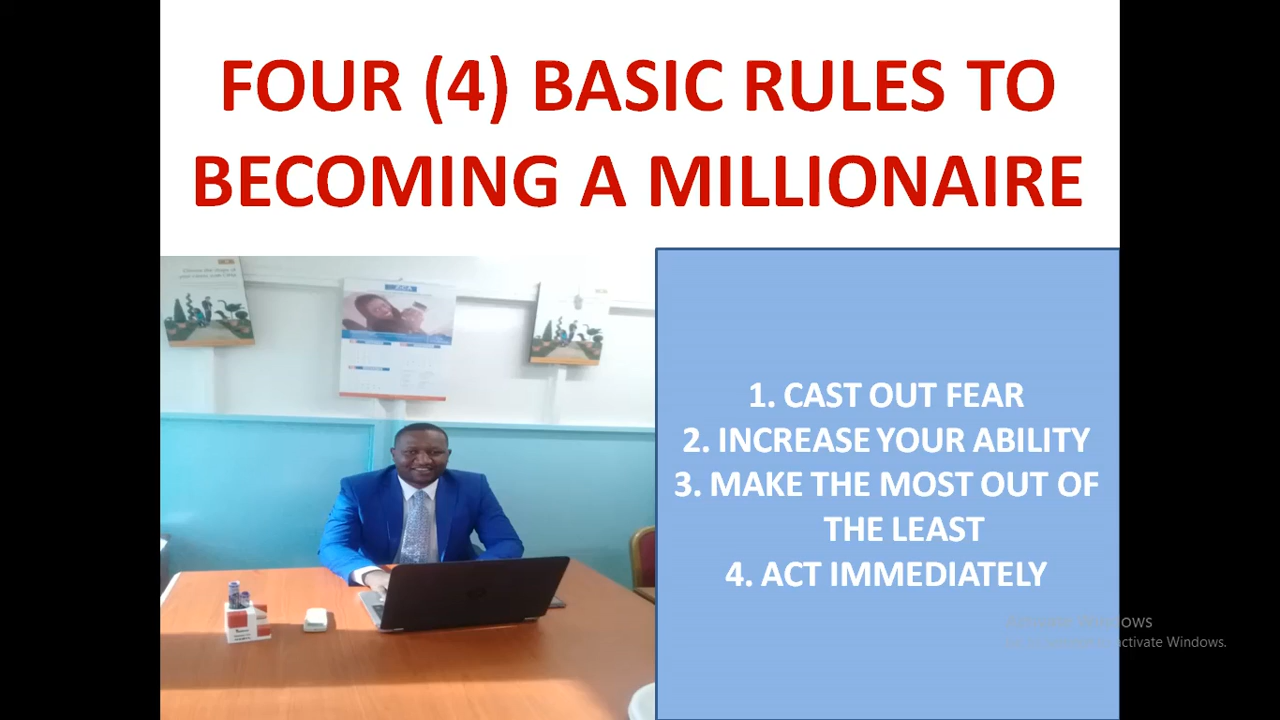 FOUR (4) BASIC RULES TO
BECOMING A MILLIONAIRE
1. CAST OUT FEAR
2. INCREASE YOUR ABILITY
3. MAKE THE MOST OUT OF
THE LEAST
4. ACT IMMEDIATELY